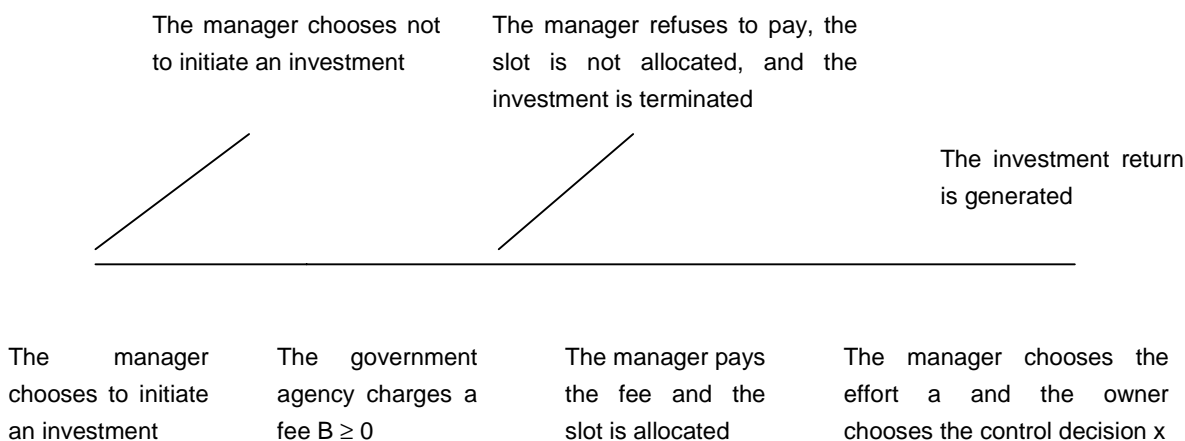 The manager chooses not
to initiate an investment
The manager refuses to pay, the
slot is not allocated, and the
investment is terminated
The investment return
is generated
The manager
chooses to initiate
an investment
The government
agency charges a
fee B ≥ 0
The manager pays
the fee and the
slot is allocated
The manager chooses the
effort a and the owner
chooses the control decision x